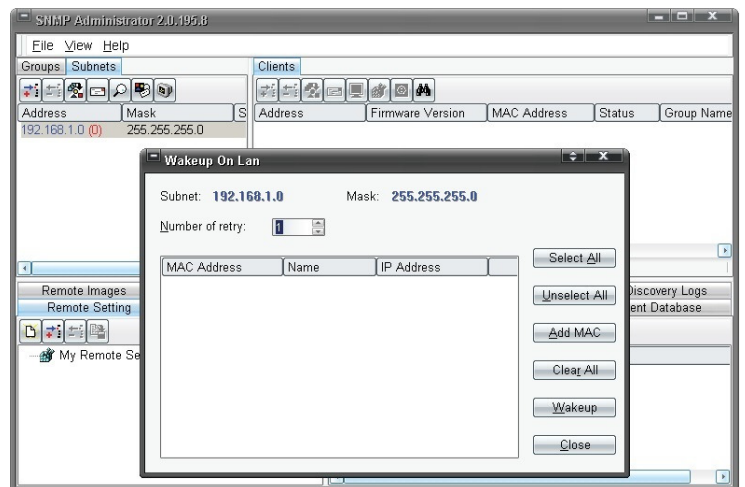 SNMP Administrator 2.0.195.8
File View Help
Groups Subnets
Clients
Address Mask S
Address Firmware Version MAC Address Status Group Name
192.168.1.0 (0) 255.255.255.0
Wakeup On Lan
Subnet: 192.168.1.0 Mask: 255.255.255.0
Number of retry: 1
MAC Address Name IP Address
Select All
Unselect All
Add MAC
Clear All
Wakeup
Close
Remote Images
Discovery Logs
Remote Setting
ent Database
My Remote Se